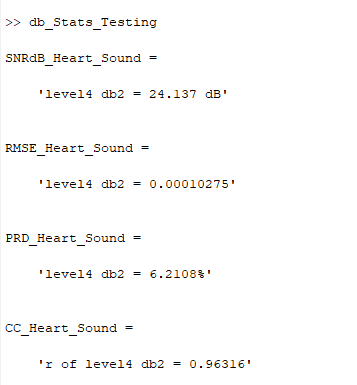 >> db_Stats_Testing
SNRdB_Heart_Sound =
'level4 db2 = 24.137 dB'
RMSE_Heart_Sound =
'level4 db2 = 0.00010275'
PRD_Heart_Sound =
'level4 db2 = 6.2108%'
CC_Heart_Sound =
'r of level4 db2 = 0.96316'